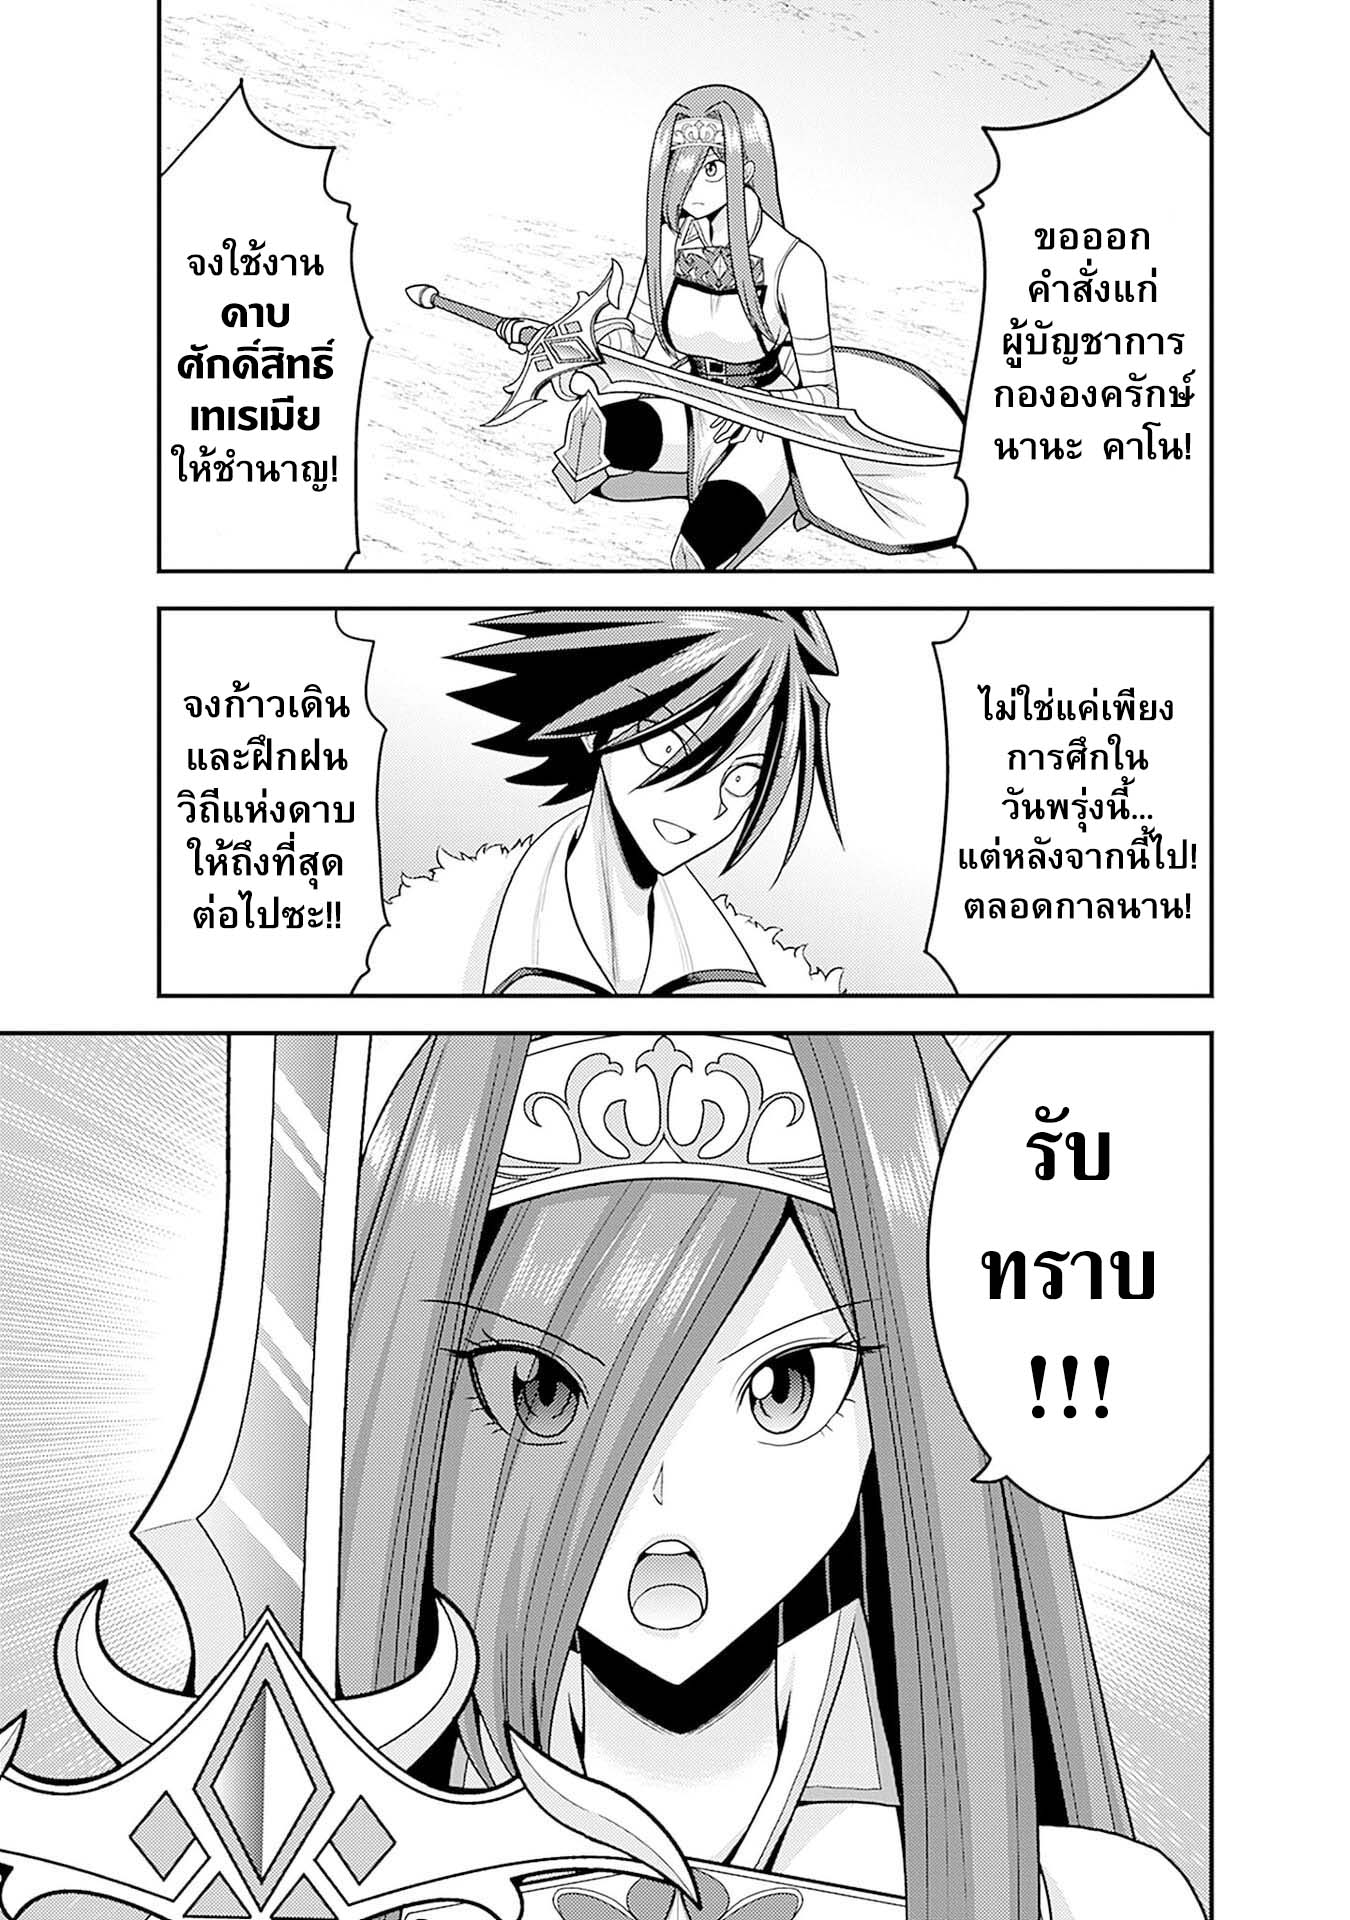 ขอออก
คำสั่งแก่
ผู้บัญชาการ
กององครักษ์
นานะ คาโน!
จงใช้งาน
ดาบ
ศักดิ์สิทธิ์
เทเรเมีย
ให้ชำนาญ!
ไม่ใช่แค่เพียง
การศึกใน
วันพรุ่งนี้...
แต่หลังจากนี้ไป!
ตลอดกาลนาน!
จงก้าวเดิน
และฝึกฝน
วิถีแห่งดาบ
ให้ถึงที่สุด
ต่อไปซะ!!
รับ
ทราบ
!!!